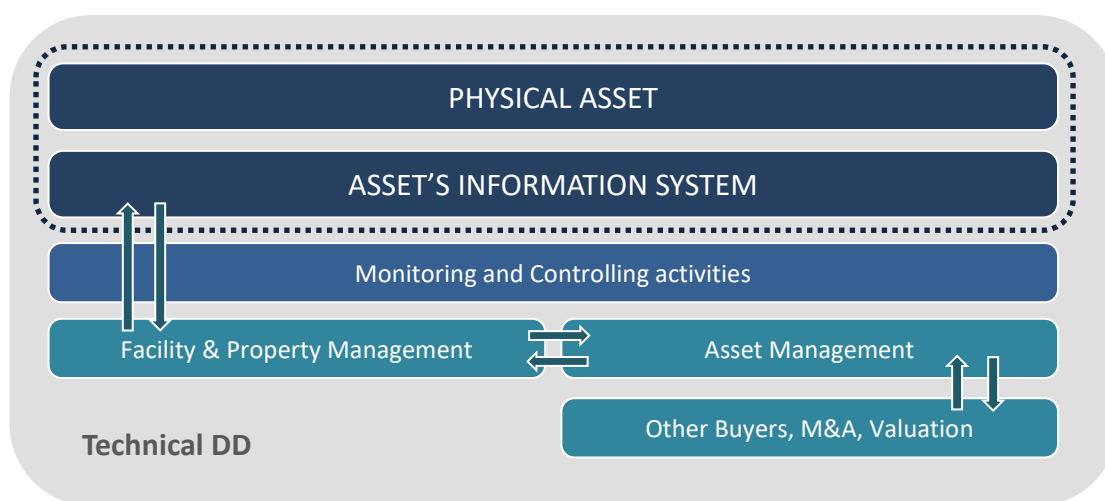 PHYSICAL ASSET
ASSET’S INFORMATION SYSTEM
Monitoring and Controlling activities
Facility & Property Management
Asset Management
Other Buyers, M&A, Valuation
Technical DD